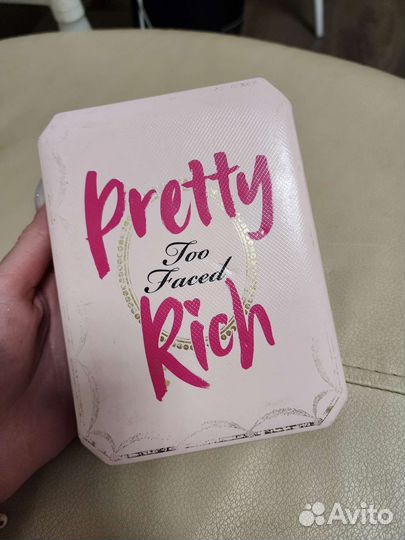 Pretty
Too
Faced
Rich
Avito